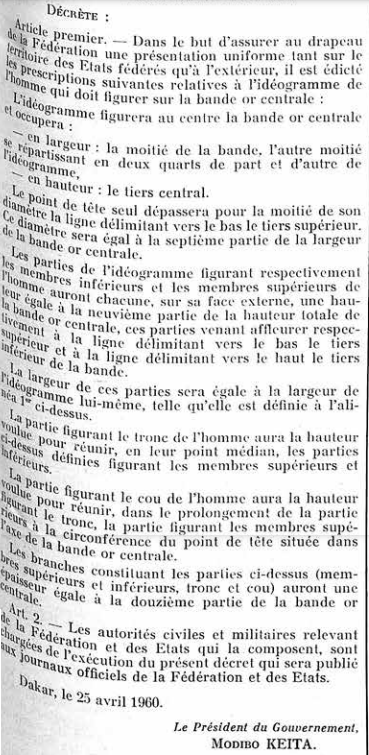 DÉCRÈTE :
Article premier. — Dans le but d'assurer au drapeau
de la Fédération une présentation uniforme tant sur le
territoire des Etats fédérés qu'à l'extérieur, il est édicté
les prescriptions suivantes relatives à l'idéogramme de
l'homme qui doit figurer sur la bande or centrale :
L'idéogramme figurera au centre la bande or centrale
et occupera :
— en largeur : la moitié de la bande, l'autre moitié
se répartissant en deux quarts de part et d'autre de
l'idéogramme,
— en hauteur : le tiers central.
Le point de tête seul dépassera pour la moitié de son
diamètre la ligne délimitant vers le bas le tiers supérieur.
Ce diamètre sera égal à la septième partie de la largeur
de la bande or centrale.
Les parties de l'idéogramme figurant respectivement
les membres inférieurs et les membres supérieurs de
l'homme auront chacune, sur sa face externe, une hau-
teur égale à la neuvième partie de la hauteur totale de
la bande or centrale, ces parties venant affleurer respec-
tivement à la ligne délimitant vers le bas le tiers
supérieur et à la ligne délimitant vers le haut le tiers
inférieur de la bande.
La largeur de ces parties sera égale à la largeur de
l'idéogramme lui-même, telle qu'elle est définie à l'ali-
néa 1er ci-dessus.
La partie figurant le tronc de l'homme aura la hauteur
voulue pour réunir, en leur point médian, les parties
ci-dessus définies figurant les membres supérieurs et
inférieurs.
La partie figurant le cou de l'homme aura la hauteur
voulue pour réunir, dans le prolongement de la partie
figurant le tronc, la partie figurant les membres supé-
rieurs à la circonférence du point de tête située dans
l'axe de la bande or centrale.
Les branches constituant les parties ci-dessus (mem-
bres supérieurs et inférieurs, tronc et cou) auront une
épaisseur égale à la douzième partie de la bande or
centrale.
Art. 2. — Les autorités civiles et militaires relevant
de la Fédération et des Etats qui la composent, sont
chargées de l'exécution du présent décret qui sera publié
aux journaux officiels de la Fédération et des Etats.
Dakar, le 25 avril 1960.
Le Président du Gouvernement,
MODIBO KEITA.